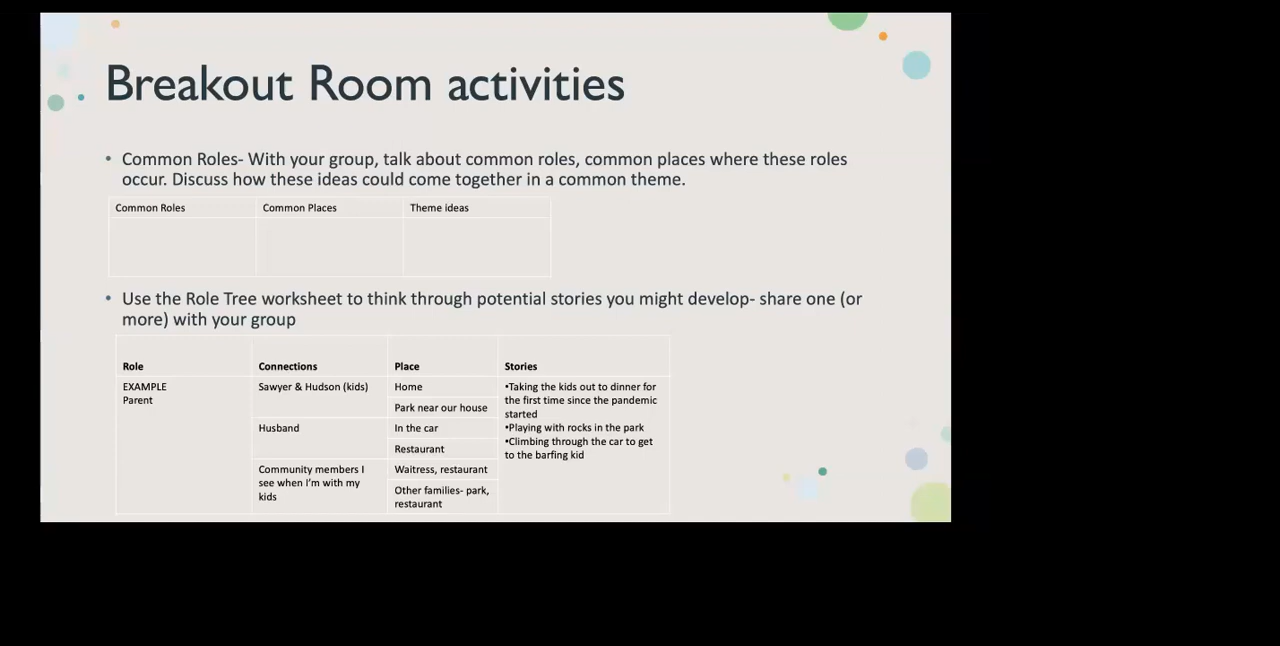 Breakout Room activities
• Common Roles- With your group, talk about common roles, common places where these roles
occur. Discuss how these ideas could come together in a common theme.
Common Roles Common Places Theme ideas
• Use the Role Tree worksheet to think through potential stories you might develop- share one (or
more) with your group
Role Connections Place Stories
EXAMPLE
Parent
Sawyer & Hudson (kids)
Home
Park near our house
Husband
In the car
Restaurant
Community members I
see when I'm with my
kids
Waitress, restaurant
Other families- park,
restaurant
•Taking the kids out to dinner for
the first time since the pandemic
started
•Playing with rocks in the park
•Climbing through the car to get
to the barfing kid